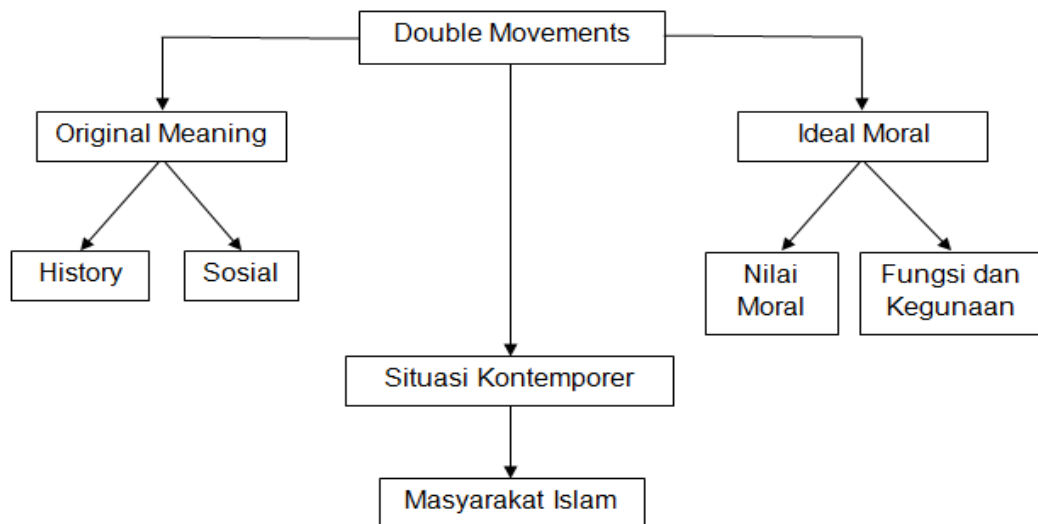 Double Movements
Original Meaning
Ideal Moral
History
Sosial
Nilai
Moral
Fungsi dan
Kegunaan
Situasi Kontemporer
Masyarakat Islam